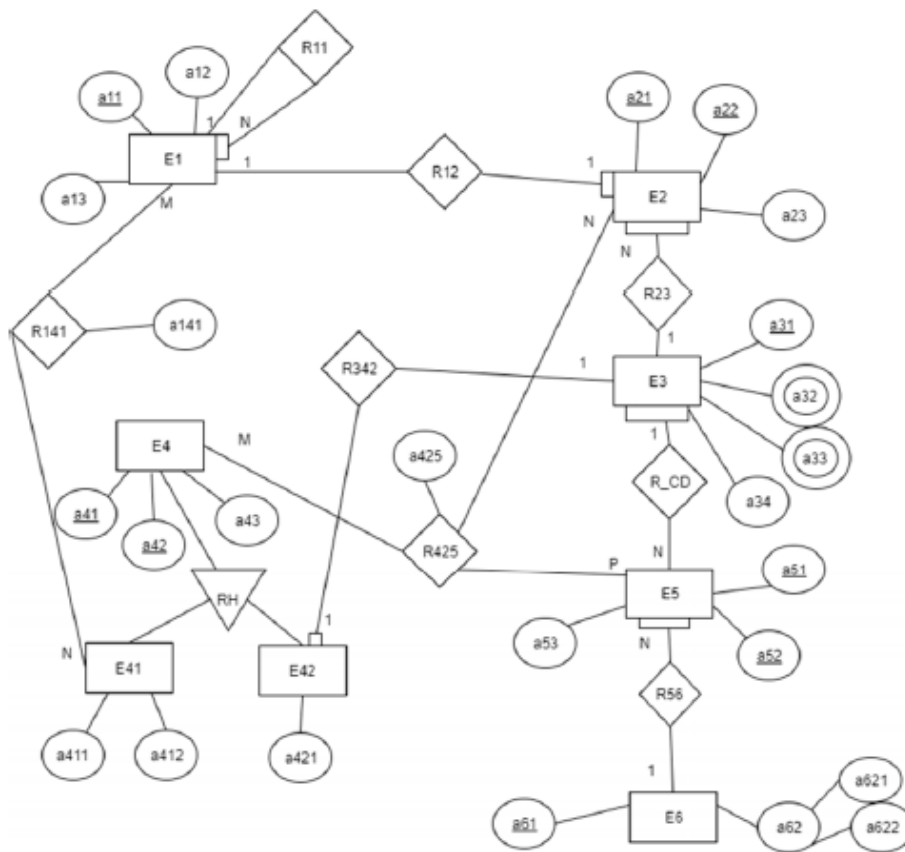 R11
a12
a11
1
N
E1
1
a13
M
R12
1
a21
a22
E2
a23
N
N
R23
R141
a141
1
R342
1
a31
E3
a32
a33
1
a34
R_CD
E4
M
a425
a41
a42
a43
R425
P
N
E5
a51
a52
a53
N
RH
1
N
E41
E42
a411
a412
a421
R56
1
a61
E6
a62
a621
a622